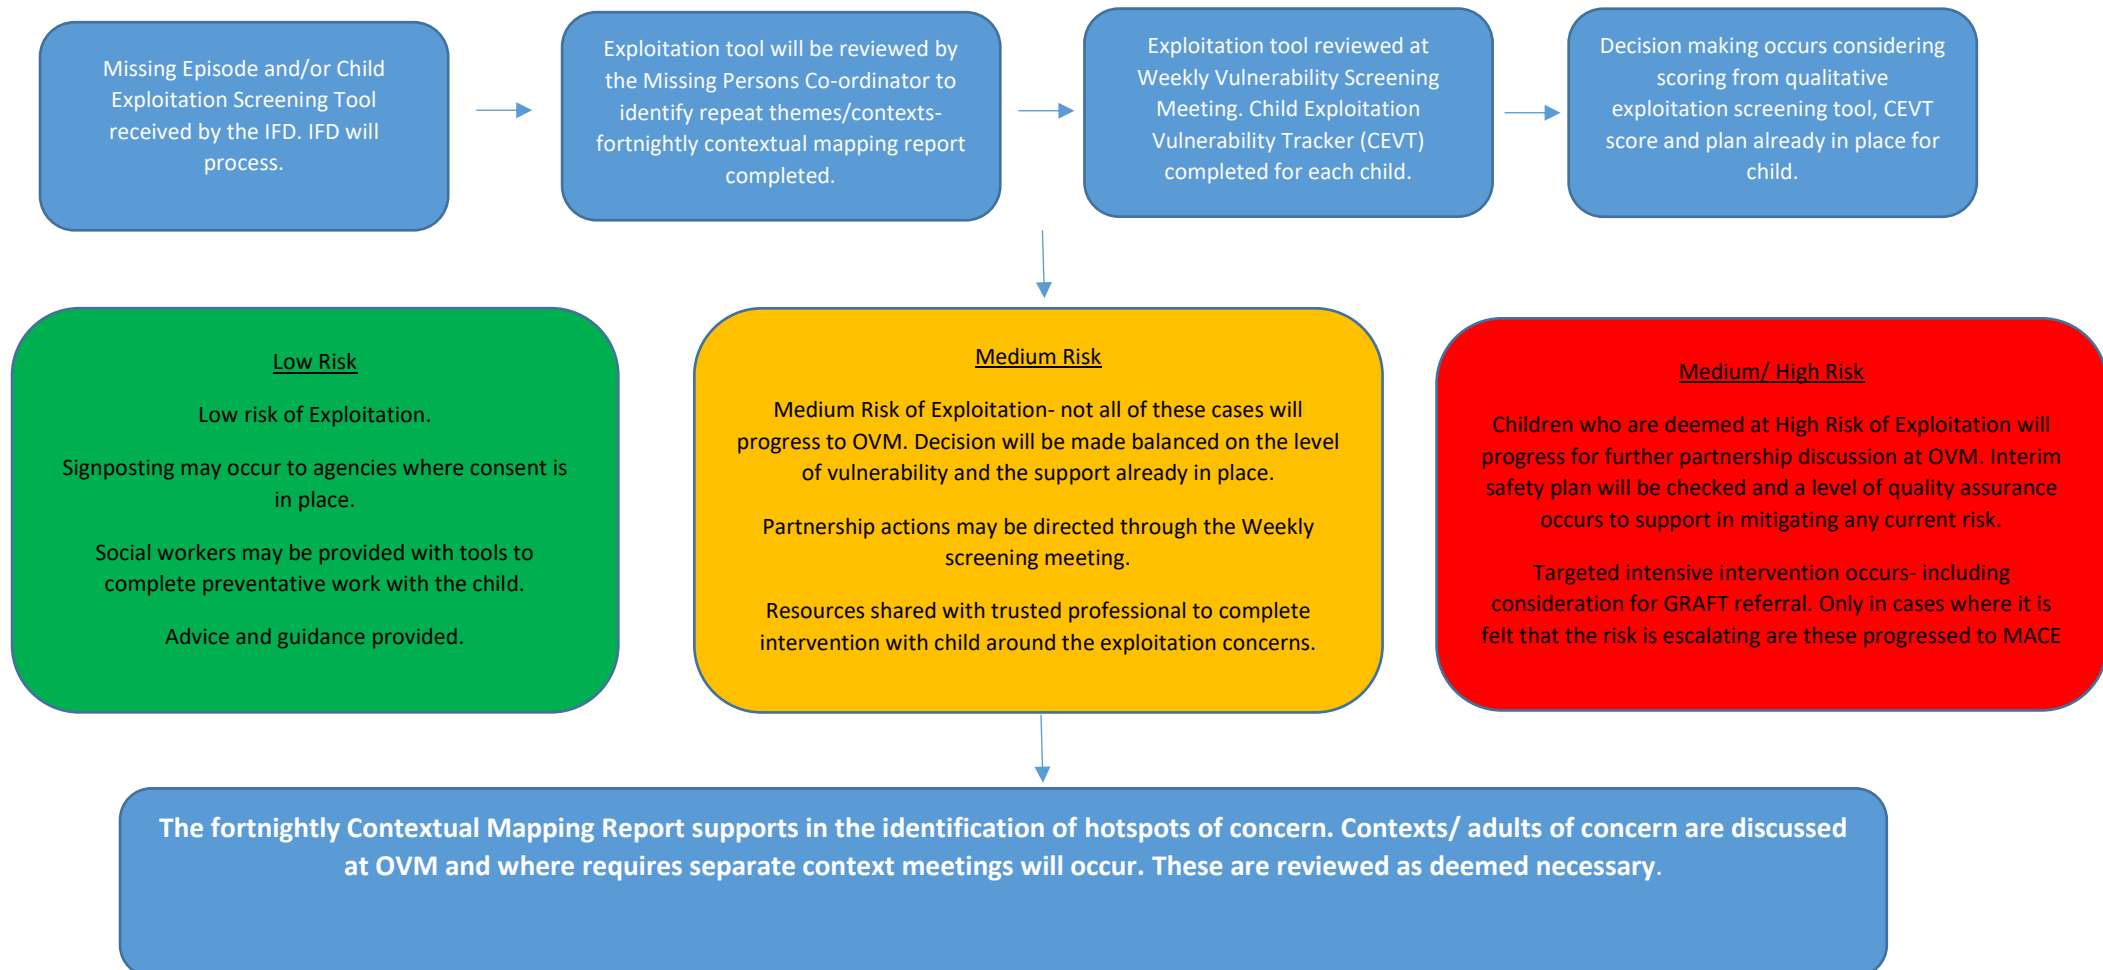 Missing Episode and/or Child
Exploitation Screening Tool
received by the IFD. IFD will
process.
Exploitation tool will be reviewed by
the Missing Persons Co-ordinator to
identify repeat themes/contexts-
fortnightly contextual mapping report
completed.
Exploitation tool reviewed at
Weekly Vulnerability Screening
Meeting. Child Exploitation
Vulnerability Tracker (CEVT)
completed for each child.
Decision making occurs considering
scoring from qualitative
exploitation screening tool, CEVT
score and plan already in place for
child.
Low Risk
Low risk of Exploitation.
Signposting may occur to agencies where consent is
in place.
Social workers may be provided with tools to
complete preventative work with the child.
Advice and guidance provided.
Medium Risk
Medium Risk of Exploitation- not all of these cases will
progress to OVM. Decision will be made balanced on the level
of vulnerability and the support already in place.
Partnership actions may be directed through the Weekly
screening meeting.
Resources shared with trusted professional to complete
intervention with child around the exploitation concerns.
Medium/ High Risk
Children who are deemed at High Risk of Exploitation will
progress for further partnership discussion at OVM. Interim
safety plan will be checked and a level of quality assurance
occurs to support in mitigating any current risk.
Targeted intensive intervention occurs- including
consideration for GRAFT referral. Only in cases where it is
felt that the risk is escalating are these progressed to MACE
The fortnightly Contextual Mapping Report supports in the identification of hotspots of concern. Contexts/ adults of concern are discussed
at OVM and where requires separate context meetings will occur. These are reviewed as deemed necessary.